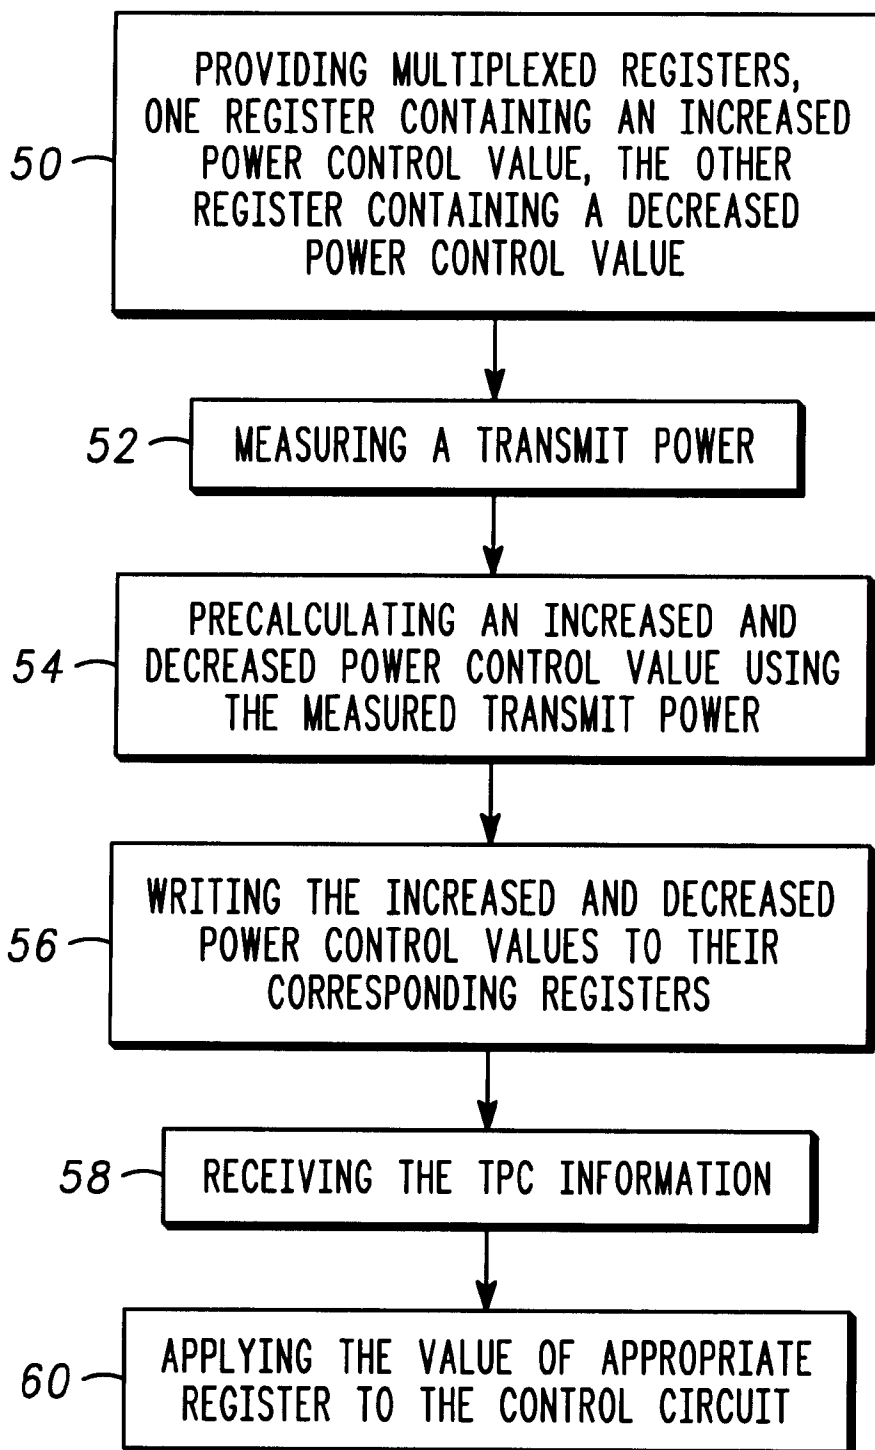 PROVIDING MULTIPLEXED REGISTERS,
ONE REGISTER CONTAINING AN INCREASED
50
POWER CONTROL VALUE, THE OTHER
REGISTER CONTAINING A DECREASED
POWER CONTROL VALUE
52
MEASURING A TRANSMIT POWER
PRECALCULATING AN INCREASED AND
54
DECREASED POWER CONTROL VALUE USING
THE MEASURED TRANSMIT POWER
WRITING THE INCREASED AND DECREASED
56
POWER CONTROL VALUES TO THEIR
CORRESPONDING REGISTERS
58
RECEIVING THE TPC INFORMATION
APPLYING THE VALUE OF APPROPRIATE
60
REGISTER TO THE CONTROL CIRCUIT